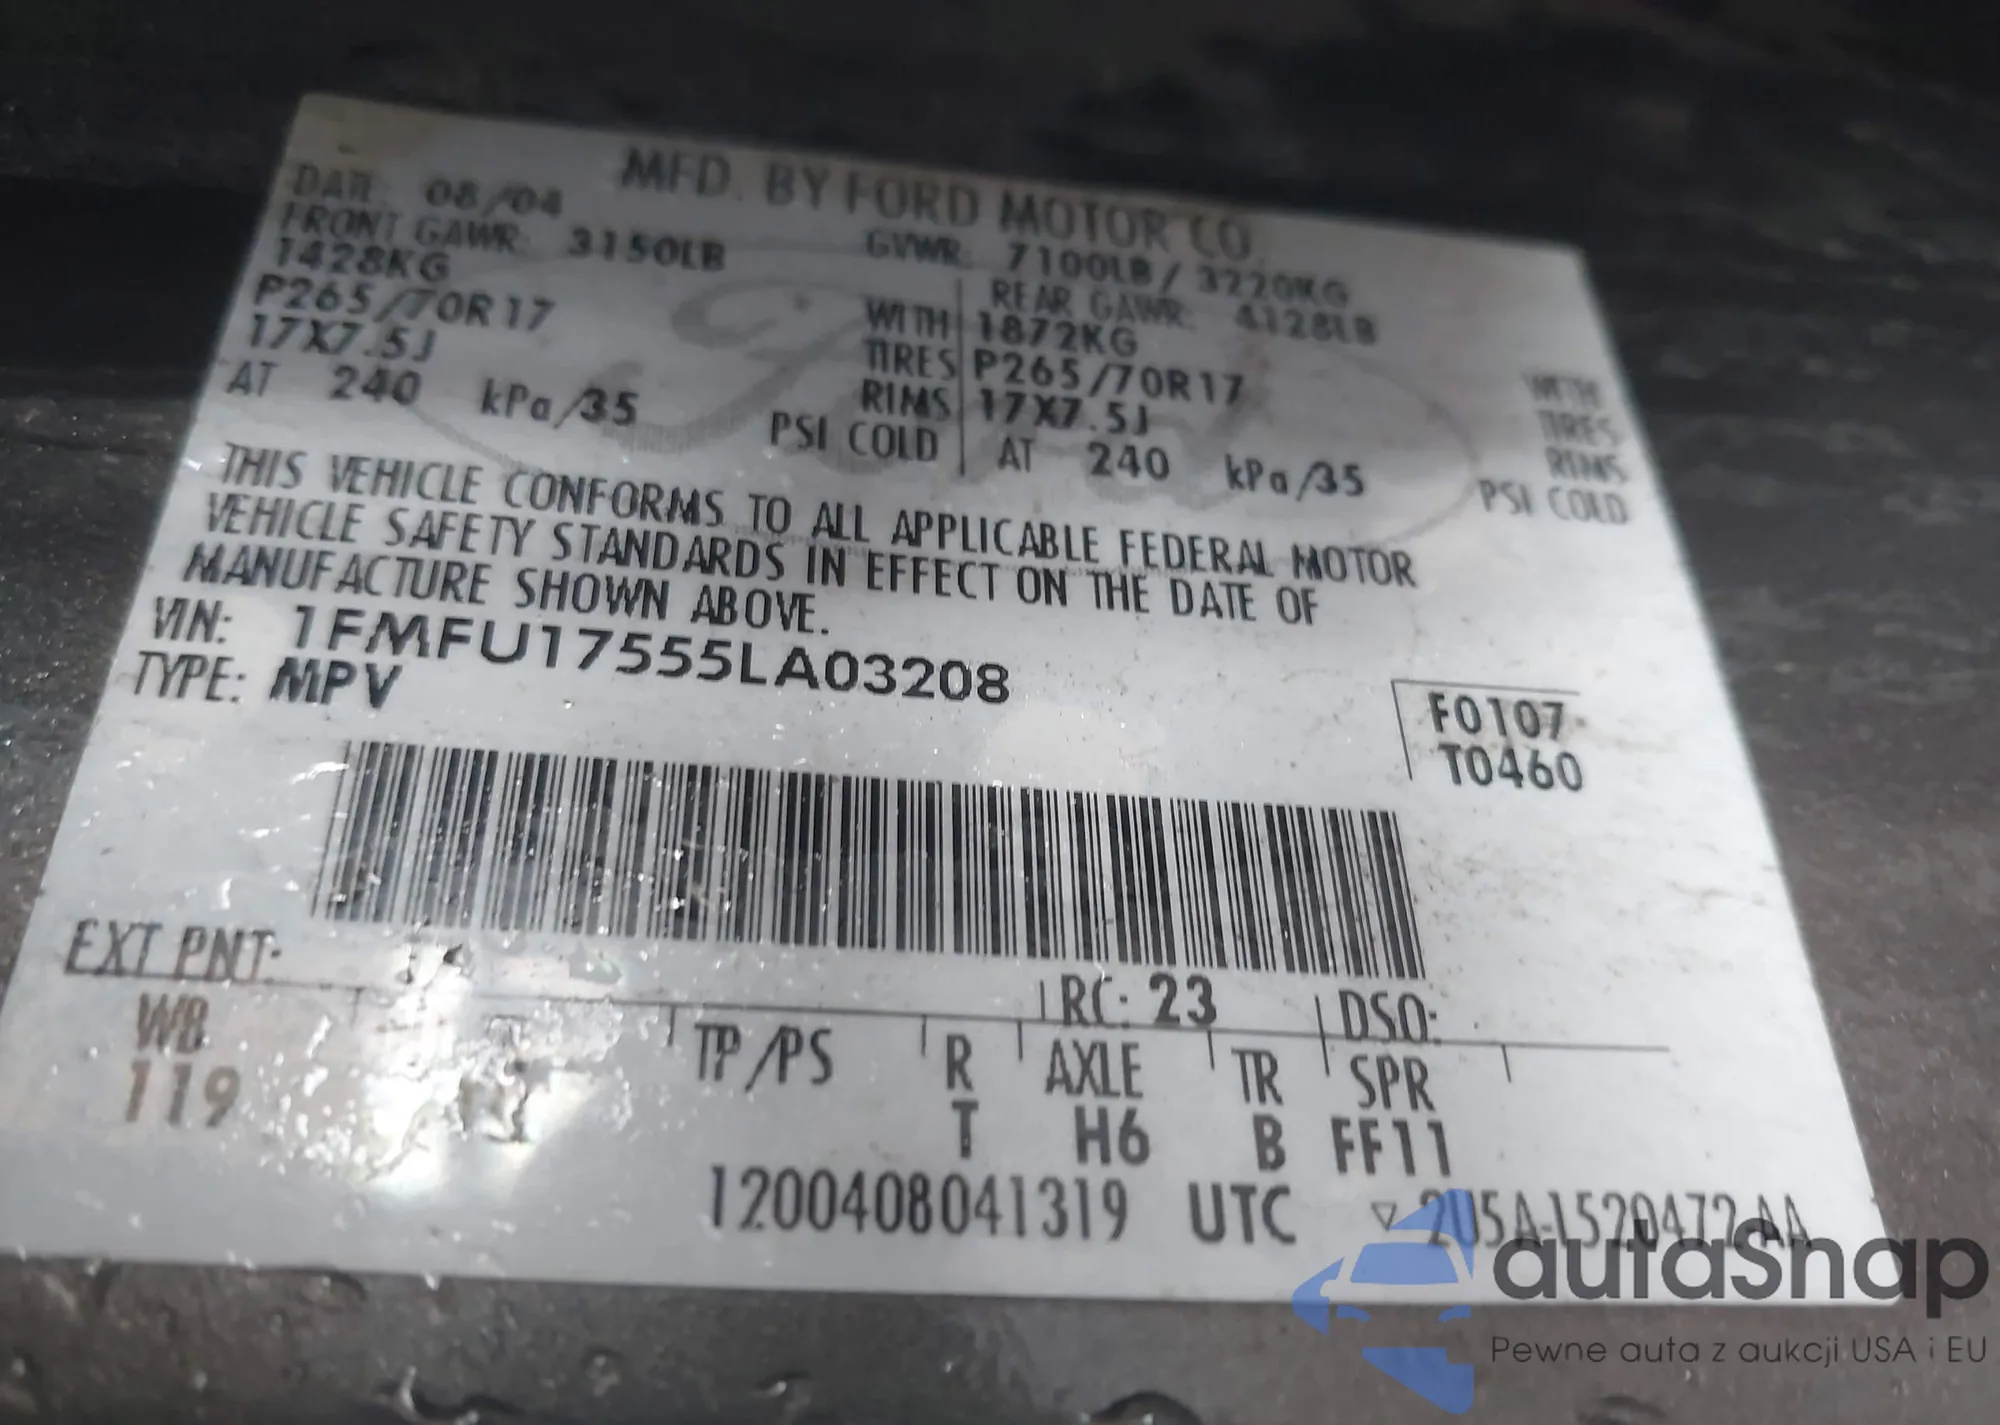 MFD. BY FORD MOTOR CO.
DATE: 08/04 GVWR: 7100LB / 3220KG
FRONT GAWR: 3150LB REAR GAWR: 4128LB
1428KG WITH 1872KG WITH
P265/70R17 TIRES P265/70R17 TIRES
17X7.5J RIMS 17X7.5J RIMS
AT 240 kPa/35 PSI COLD AT 240 kPa/35 PSI COLD
THIS VEHICLE CONFORMS TO ALL APPLICABLE FEDERAL MOTOR
VEHICLE SAFETY STANDARDS IN EFFECT ON THE DATE OF
MANUFACTURE SHOWN ABOVE.
VIN: 1FMFU17555LA03208
TYPE: MPV
F0107
T0460
EXT PNT: RC: 23 DSO:
WB TP/PS R AXLE TR SPR
119 T H6 B FF11
1200408041319 UTC ▽ 2U5A-1520472-AA
autaSnap
Pewne auta z aukcji USA i EU